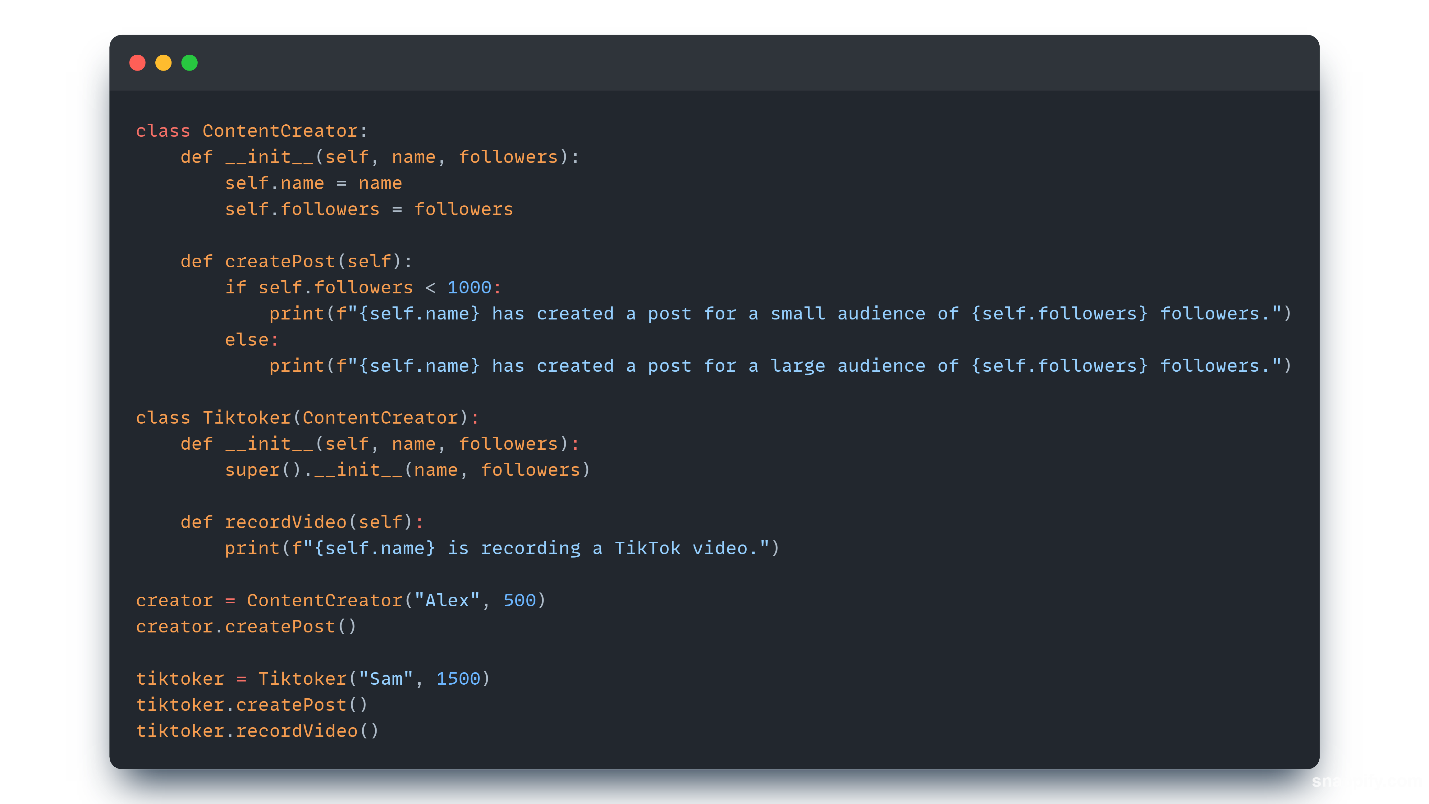 class ContentCreator:
    def __init__(self, name, followers):
        self.name = name
        self.followers = followers

    def createPost(self):
        if self.followers < 1000:
            print(f"{self.name} has created a post for a small audience of {self.followers} followers.")
        else:
            print(f"{self.name} has created a post for a large audience of {self.followers} followers.")

class Tiktoker(ContentCreator):
    def __init__(self, name, followers):
        super().__init__(name, followers)

    def recordVideo(self):
        print(f"{self.name} is recording a TikTok video.")

creator = ContentCreator("Alex", 500)
creator.createPost()

tiktoker = Tiktoker("Sam", 1500)
tiktoker.createPost()
tiktoker.recordVideo()